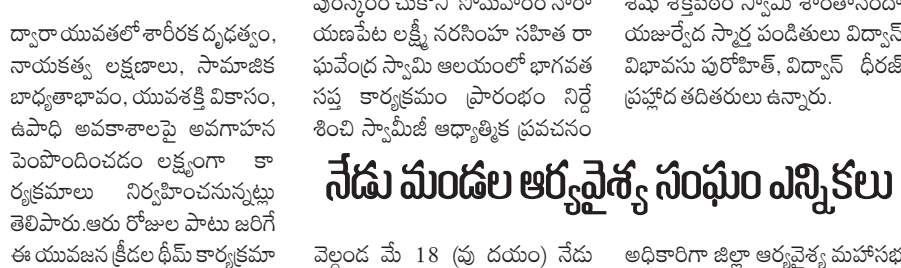 ద్వారా యువతలో శారీరక దృఢత్వం,
నాయకత్వ లక్షణాలు, సామాజిక
బాధ్యతాభావం, యువశక్తి వికాసం,
ఉపాధి అవకాశాలపై అవగాహన
పెంపొందించడం లక్ష్యంగా కా
ర్యక్రమాలు నిర్వహించనున్నట్లు
తెలిపారు.ఆరు రోజుల పాటు జరిగే
ఈ యువజన క్రీడల థీమ్ కార్యక్రమా
పురస్కరించుకొని సోమవారం నారా
యణపేట లక్ష్మీ నరసింహ సహిత రా
ఘవేంద్ర స్వామి ఆలయంలో భాగవత
సప్త కార్యక్రమం ప్రారంభం నిర్దే
శించి స్వామీజీ ఆధ్యాత్మిక ప్రవచనం
యజుర్వేద స్మార్త పండితులు విద్వాన్
విభావసు పురోహిత్, విద్వాన్ ధీరజ్
ప్రహ్లాద తదితరులు ఉన్నారు.
నేడు మండల ఆర్యవైశ్య సంఘం ఎన్నికలు
వెల్దండ మే 18 (వు దయం) నేడు
అధికారిగా జిల్లా ఆర్యవైశ్య మహాసభ